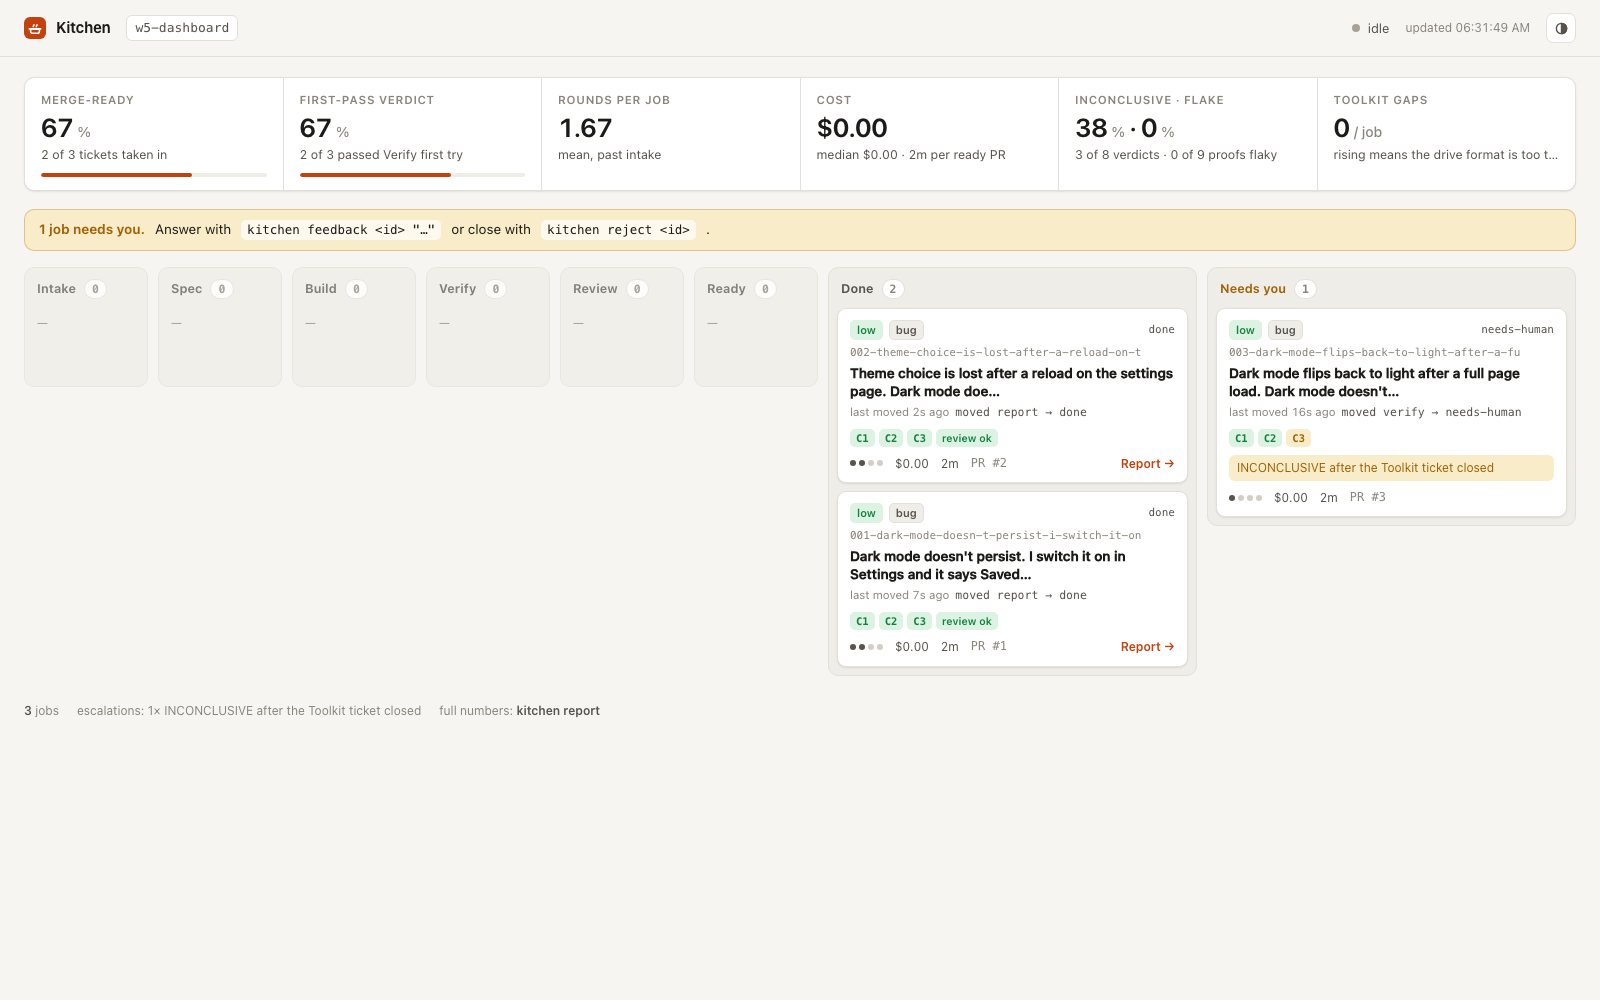 Kitchen w5-dashboard
idle updated 06:31:49 AM
MERGE-READY
67 %
2 of 3 tickets taken in
FIRST-PASS VERDICT
67 %
2 of 3 passed Verify first try
ROUNDS PER JOB
1.67
mean, past intake
COST
$0.00
median $0.00 · 2m per ready PR
INCONCLUSIVE · FLAKE
38 % · 0 %
3 of 8 verdicts · 0 of 9 proofs flaky
TOOLKIT GAPS
0 / job
rising means the drive format is too t...
1 job needs you. Answer with kitchen feedback <id> "…" or close with kitchen reject <id> .
Intake 0
—
Spec 0
—
Build 0
—
Verify 0
—
Review 0
—
Ready 0
—
Done 2
low bug done
002-theme-choice-is-lost-after-a-reload-on-t
Theme choice is lost after a reload on the settings
page. Dark mode doe...
last moved 2s ago moved report → done
C1 C2 C3 review ok
$0.00 2m PR #2 Report →
low bug done
001-dark-mode-doesn-t-persist-i-switch-it-on
Dark mode doesn't persist. I switch it on in
Settings and it says Saved...
last moved 7s ago moved report → done
C1 C2 C3 review ok
$0.00 2m PR #1 Report →
Needs you 1
low bug needs-human
003-dark-mode-flips-back-to-light-after-a-fu
Dark mode flips back to light after a full page
load. Dark mode doesn't...
last moved 16s ago moved verify → needs-human
C1 C2 C3
INCONCLUSIVE after the Toolkit ticket closed
$0.00 2m PR #3
3 jobs escalations: 1× INCONCLUSIVE after the Toolkit ticket closed full numbers: kitchen report